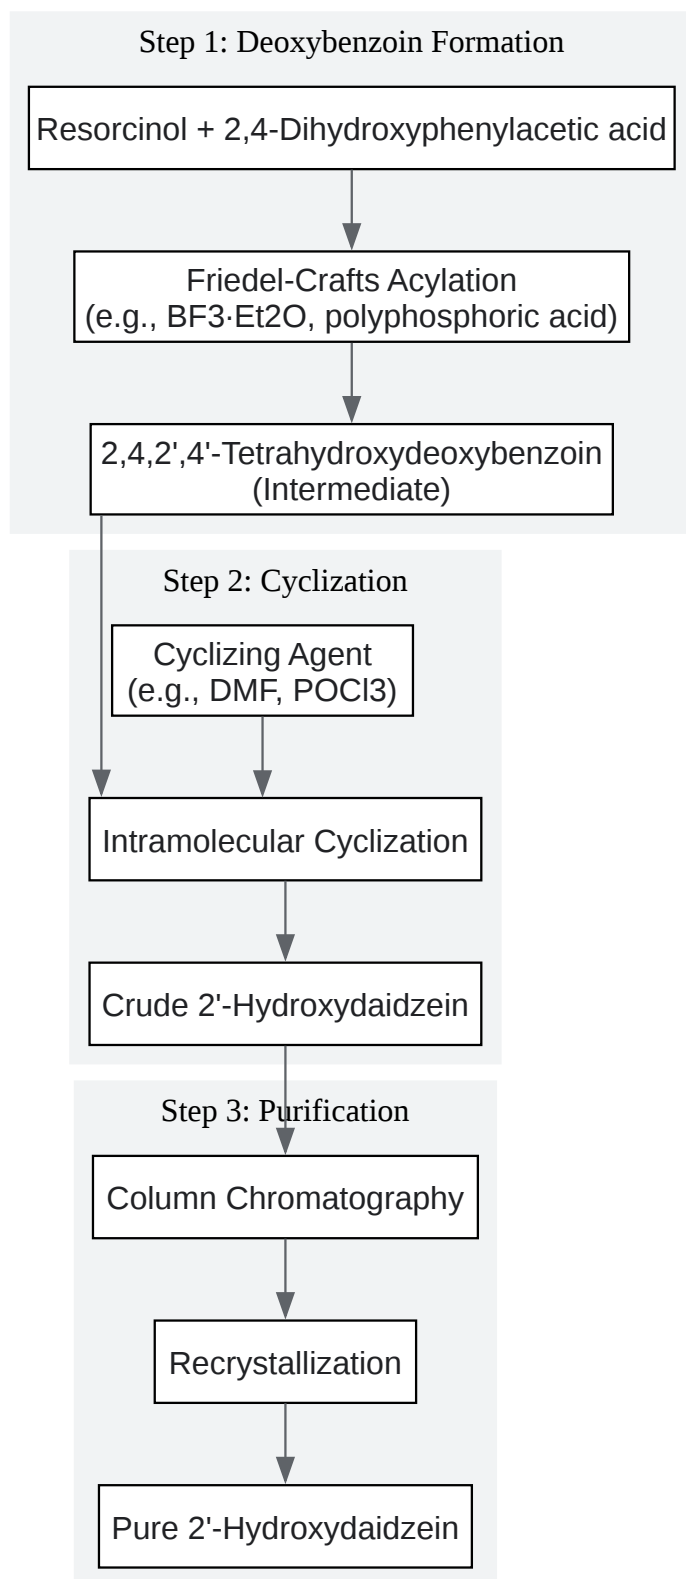 Step 1: Deoxybenzoin Formation
Resorcinol + 2,4-Dihydroxyphenylacetic acid
Friedel-Crafts Acylation
(e.g., BF3·Et2O, polyphosphoric acid)
2,4,2',4'-Tetrahydroxydeoxybenzoin
(Intermediate)
Step 2: Cyclization
Cyclizing Agent
(e.g., DMF, POCl3)
Intramolecular Cyclization
Crude 2'-Hydroxydaidzein
Step 3: Purification
Column Chromatography
Recrystallization
Pure 2'-Hydroxydaidzein